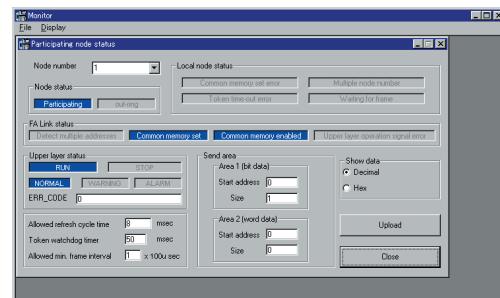 Monitor
File Display
Participating node status
Node number 1
Node status
Participating out-ring
Local node status
Common memory set error Multiple node number
Token time-out error Waiting for frame
FA Link status
Detect multiple addresses Common memory set Common memory enabled Upper layer operation signal error
Upper layer status
RUN STOP
NORMAL WARNING ALARM
ERR_CODE 0
Send area
Area 1 (bit data)
Start address 0
Size 1
Area 2 (word data)
Start address 0
Size 0
Show data
Decimal
Hex
Allowed refresh cycle time 8 msec
Token watchdog timer 50 msec
Allowed min. frame interval 1 x 100u sec
Upload
Close